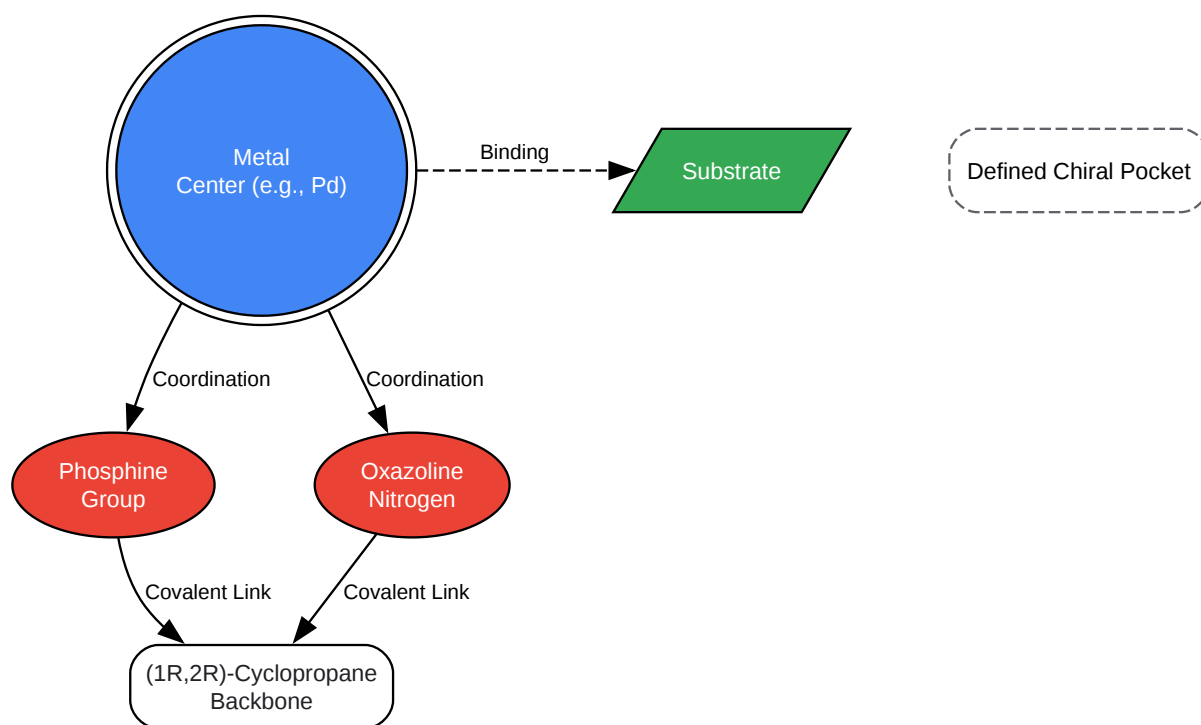 Metal
Center (e.g., Pd)
Binding
Substrate
Defined Chiral Pocket
Coordination
Coordination
Phosphine
Group
Oxazoline
Nitrogen
Covalent Link
Covalent Link
(1R,2R)-Cyclopropane
Backbone